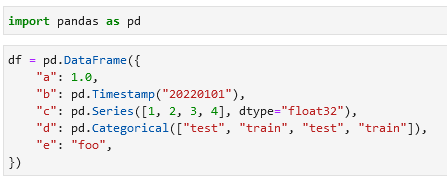 import pandas as pd
df = pd.DataFrame({
    "a": 1.0,
    "b": pd.Timestamp("20220101"),
    "c": pd.Series([1, 2, 3, 4], dtype="float32"),
    "d": pd.Categorical(["test", "train", "test", "train"]),
    "e": "foo",
})